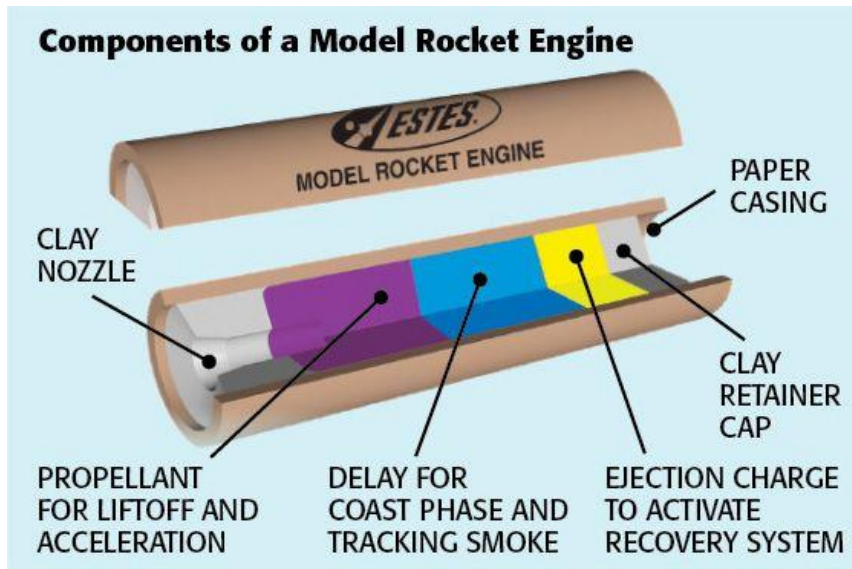 Components of a Model Rocket Engine
ESTES.
MODEL ROCKET ENGINE
PAPER
CASING
CLAY
NOZZLE
CLAY
RETAINER
CAP
PROPELLANT
FOR LIFTOFF AND
ACCELERATION
DELAY FOR
COAST PHASE AND
TRACKING SMOKE
EJECTION CHARGE
TO ACTIVATE
RECOVERY SYSTEM